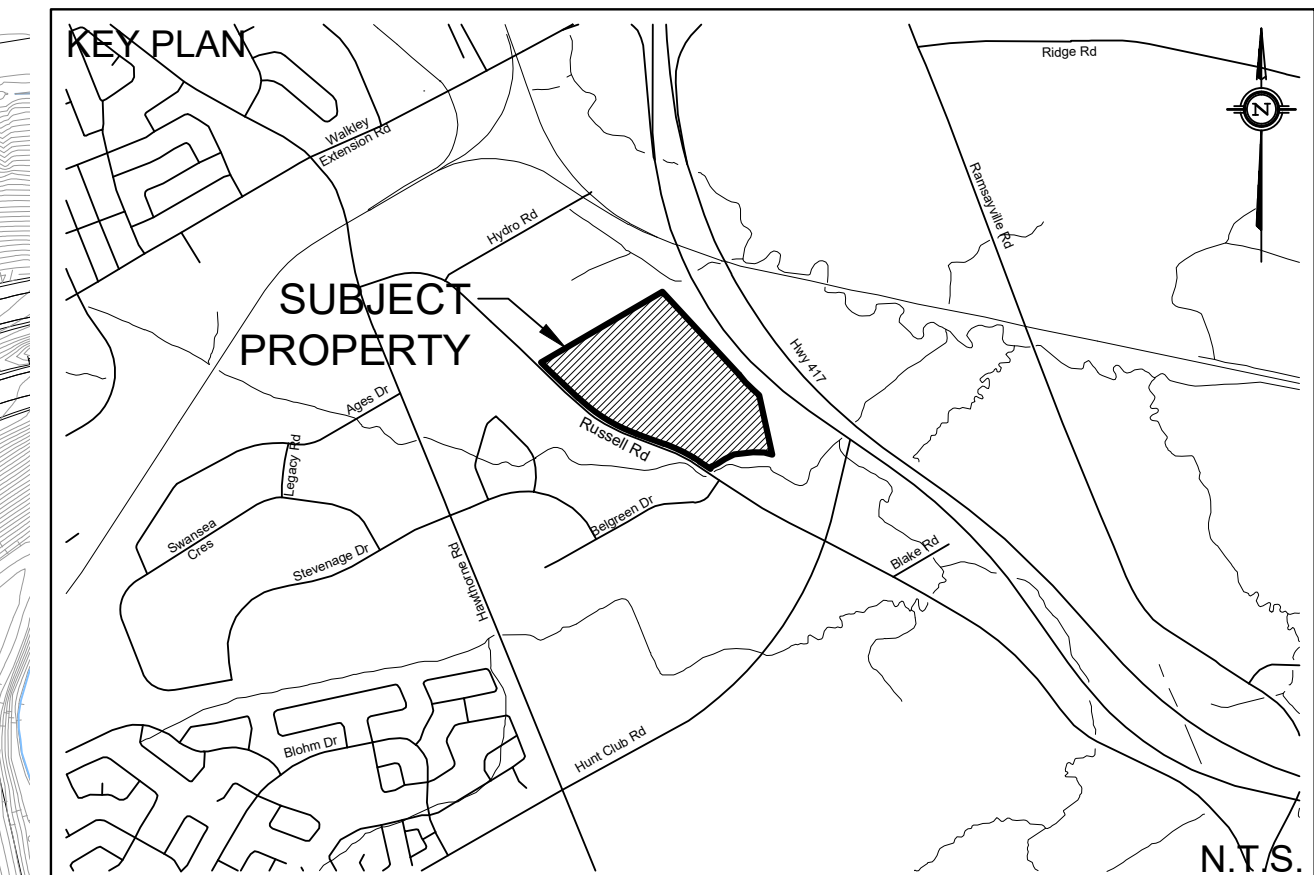 KEY PLAN
Ridge Rd
Walkley
Extension Rd
N
Ramsayville Rd
Hydro Rd
SUBJECT
PROPERTY
Hwy 417
Ages Dr
Russell Rd
Legacy Rd
Belgreen Dr
Swansea
Cres
Stevenage Dr
Hawthorne Rd
Blake Rd
Blohm Dr
Hunt Club Rd
N.T.S.